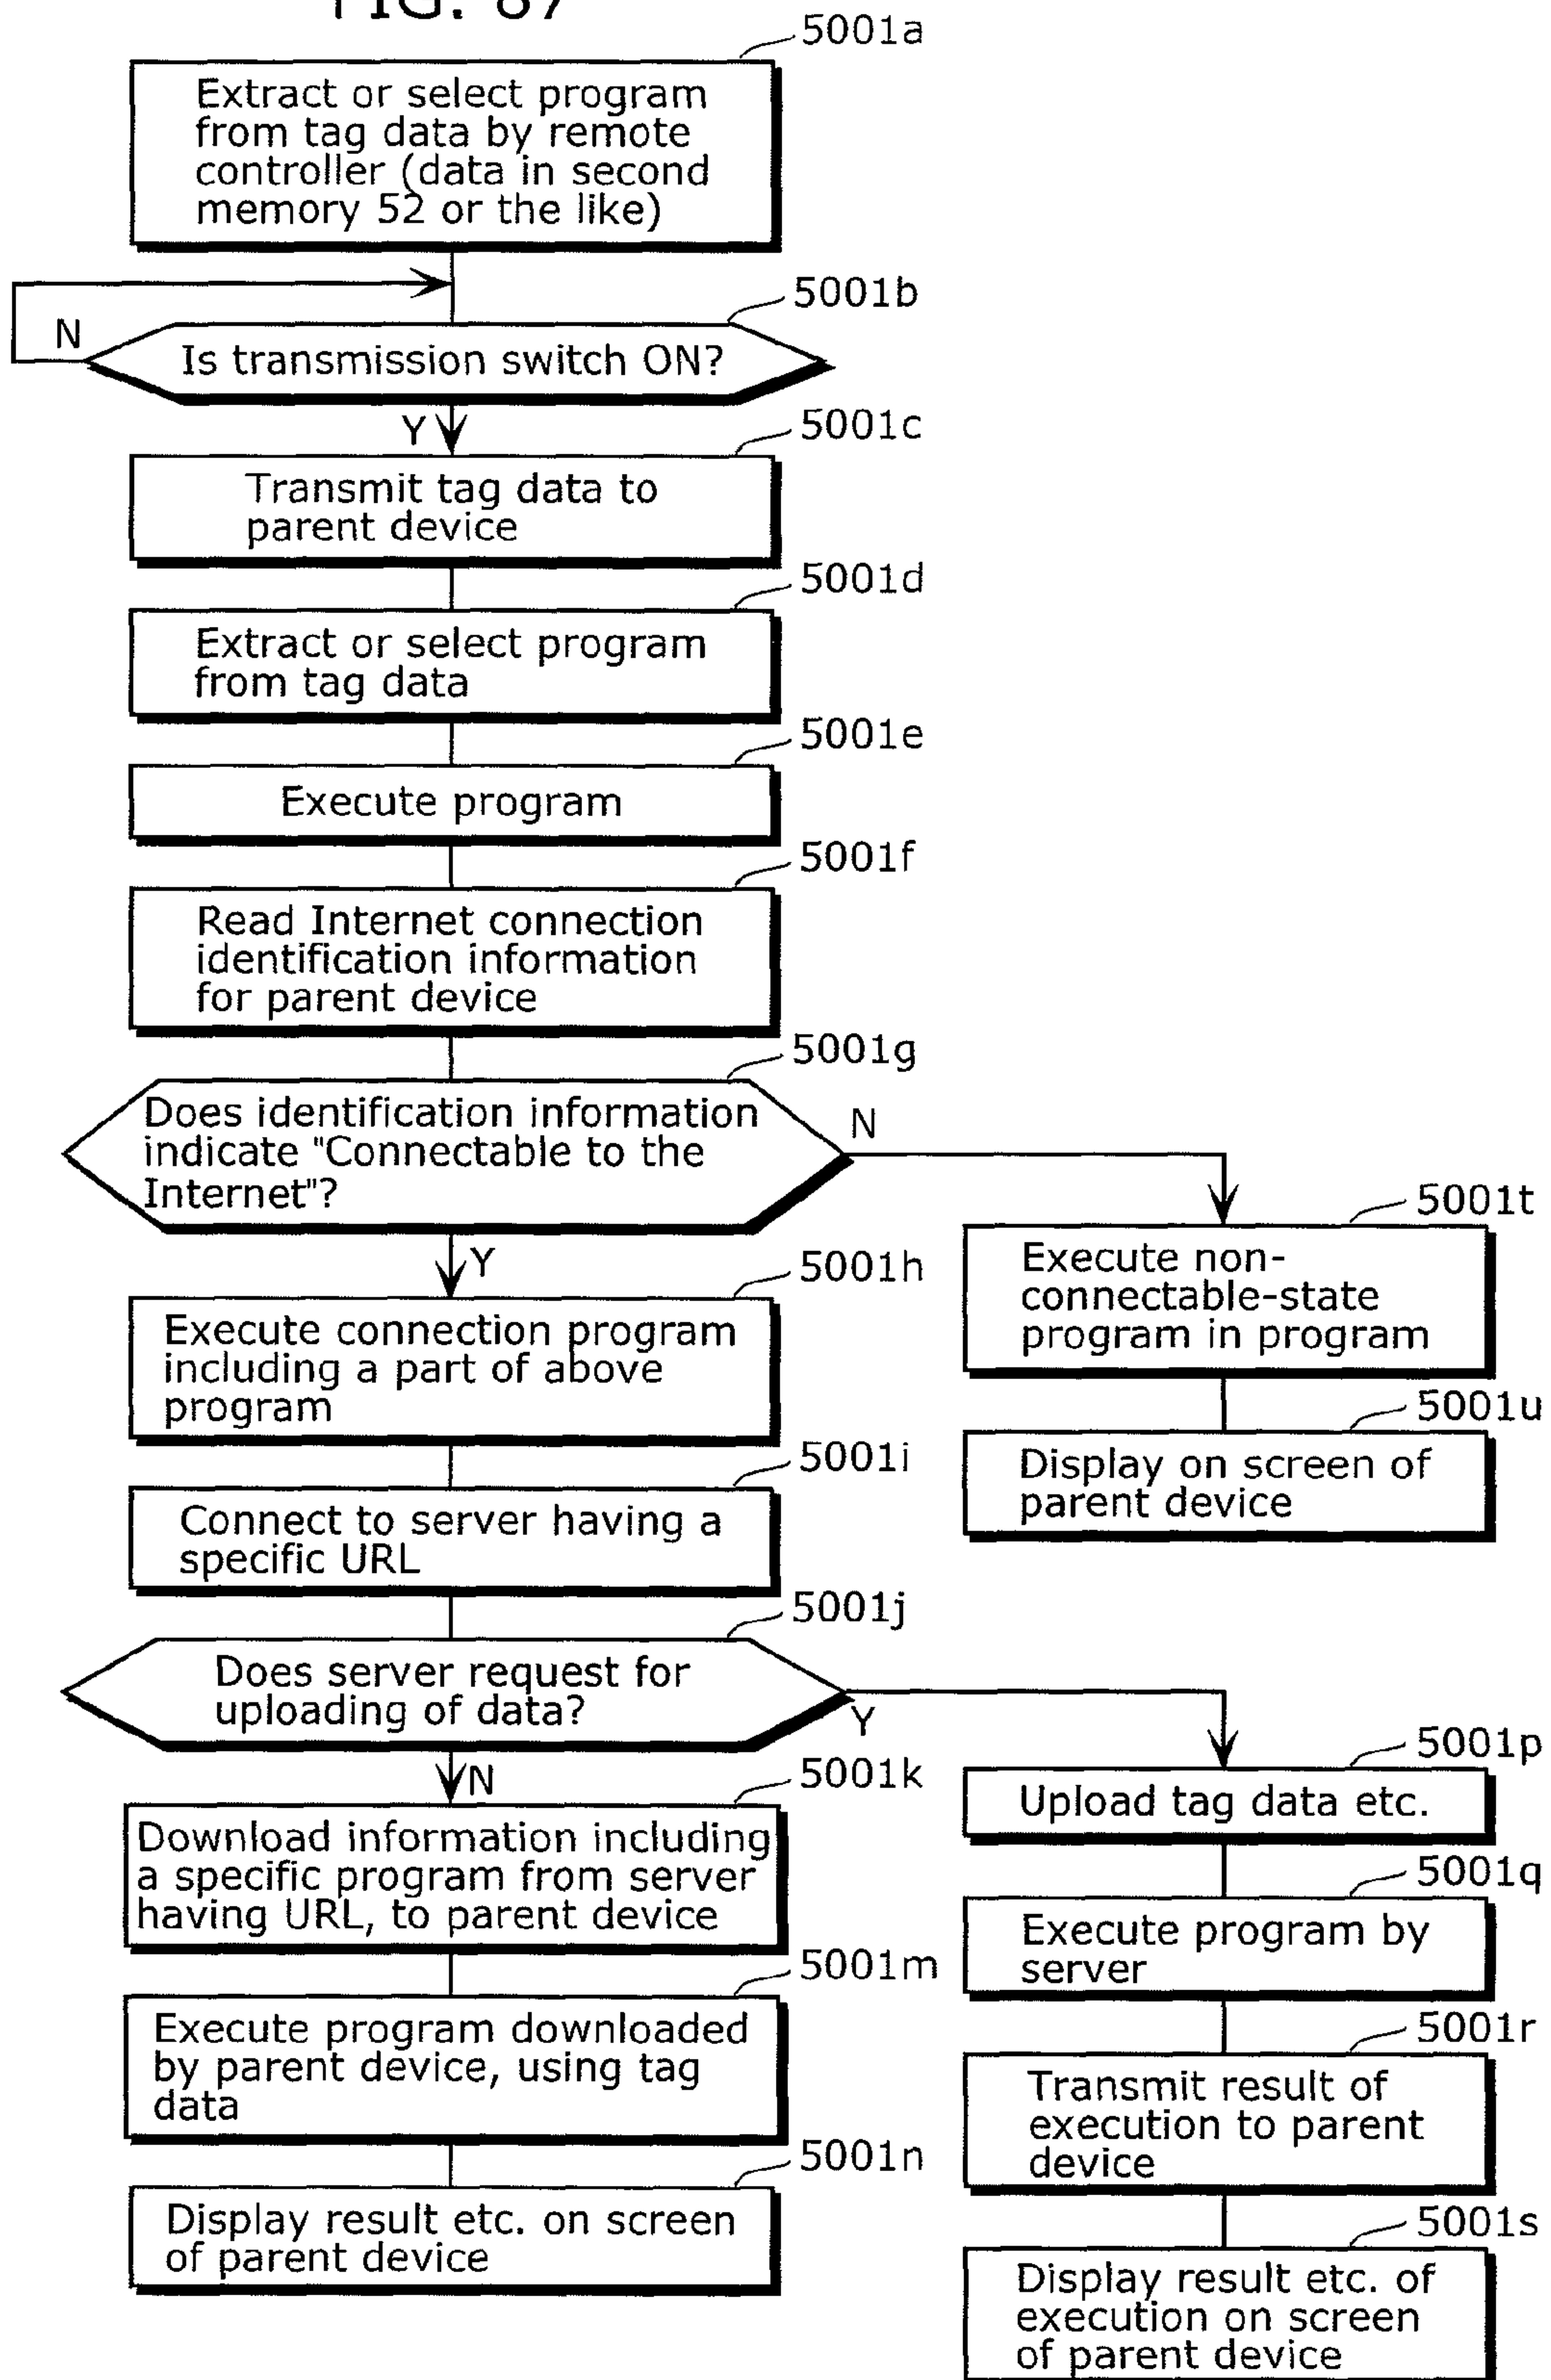 FIG. 87
5001a
Extract or select program
from tag data by remote
controller (data in second
memory 52 or the like)
5001b
N
Is transmission switch ON?
Y
5001c
Transmit tag data to
parent device
5001d
Extract or select program
from tag data
5001e
Execute program
5001f
Read Internet connection
identification information
for parent device
5001g
Does identification information
indicate "Connectable to the
Internet"?
N
5001t
Execute non-
connectable-state
program in program
5001u
Display on screen of
parent device
Y
5001h
Execute connection program
including a part of above
program
5001i
Connect to server having a
specific URL
5001j
Does server request for
uploading of data?
Y
N
5001k
Download information including
a specific program from server
having URL, to parent device
5001m
Execute program downloaded
by parent device, using tag
data
5001n
Display result etc. on screen
of parent device
5001p
Upload tag data etc.
5001q
Execute program by
server
5001r
Transmit result of
execution to parent
device
5001s
Display result etc. of
execution on screen
of parent device